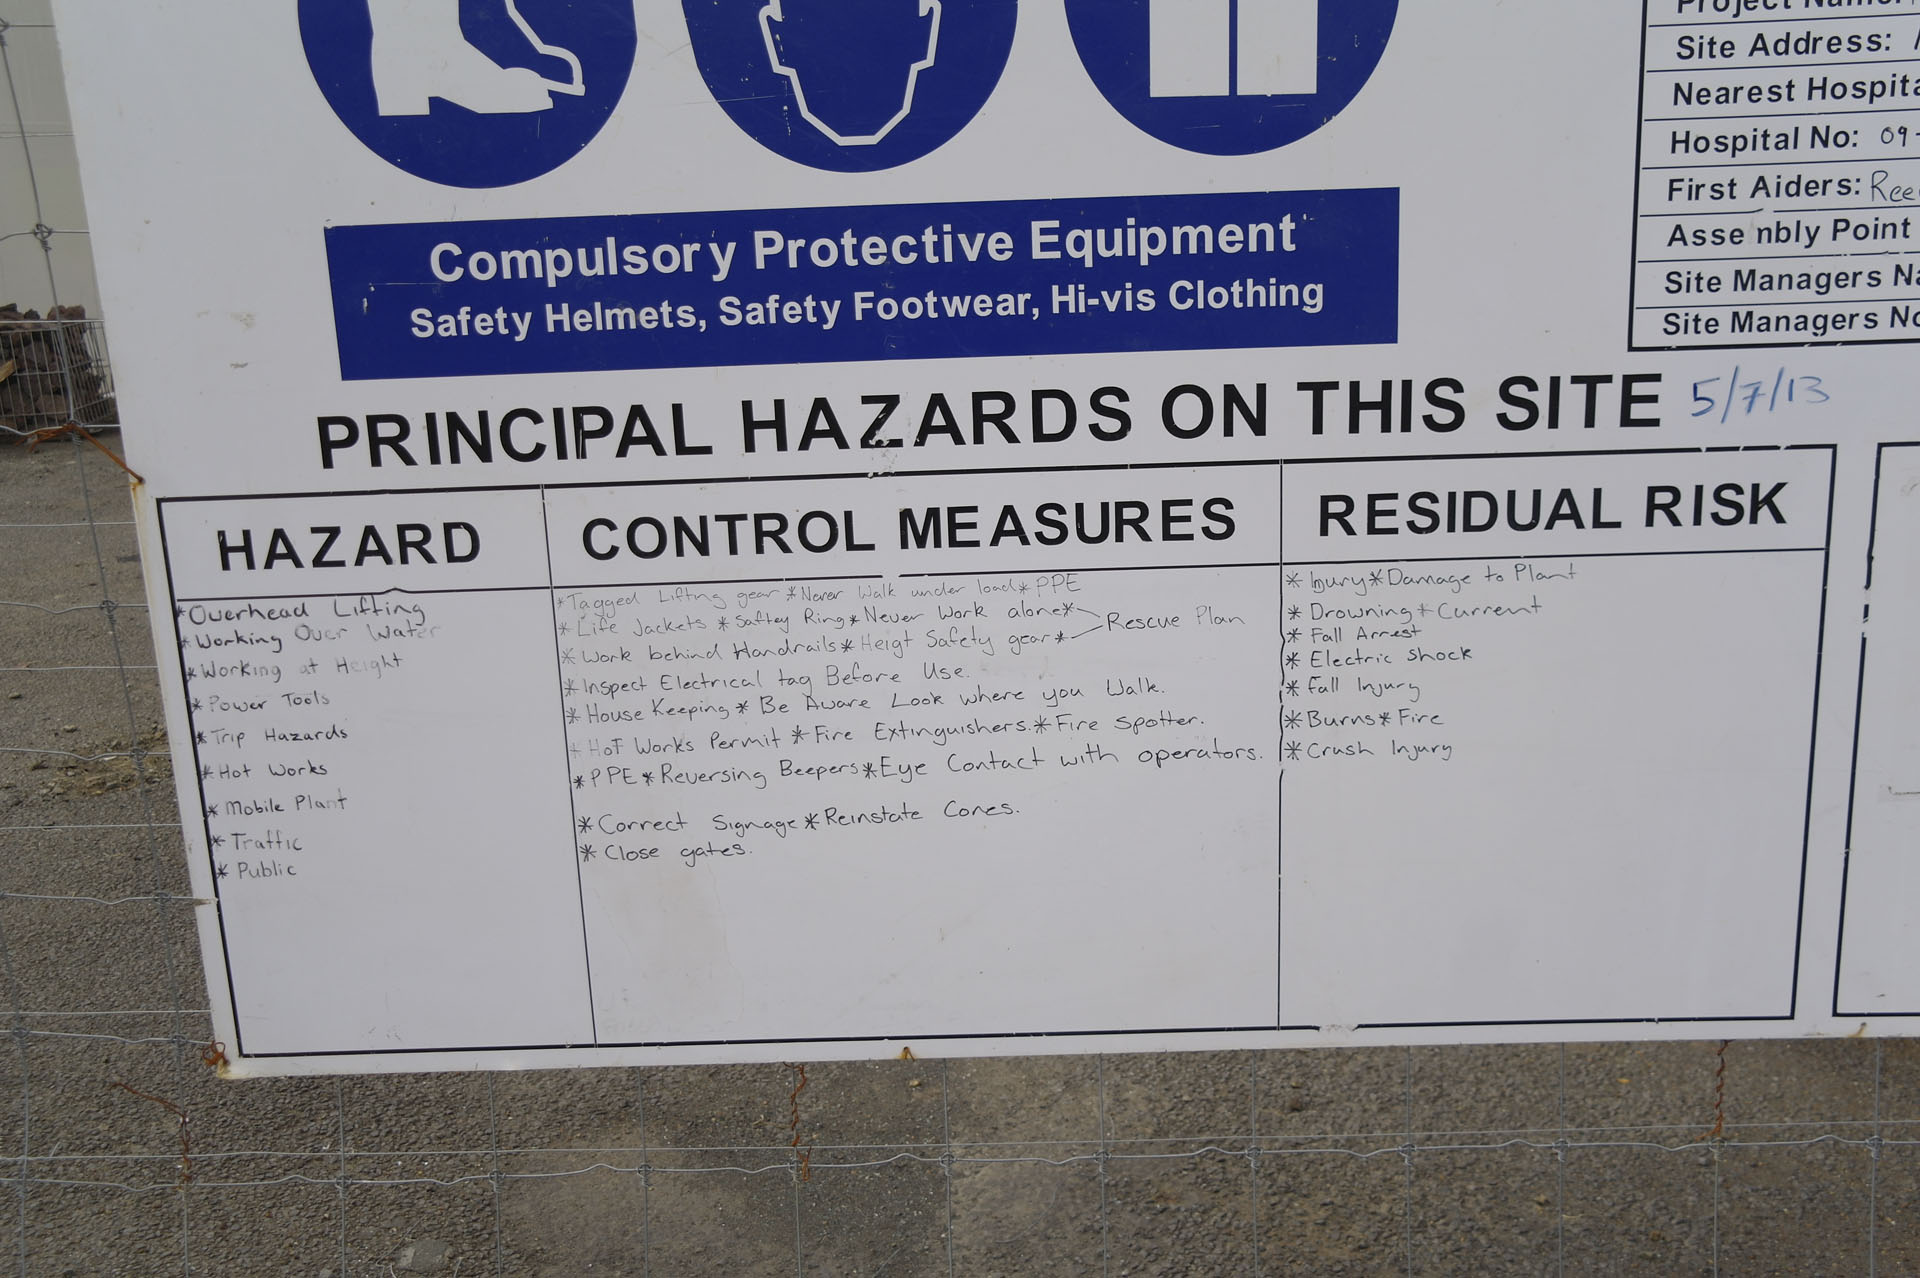 Compulsory Protective Equipment
Safety Helmets, Safety Footwear, Hi-vis Clothing
Project Name:
Site Address:
Nearest
Hospital No: 09-
First Aiders:
Assembly Point
Site Managers
Site Managers
PRINCIPAL HAZARDS ON THIS SITE 5/7/13
HAZARD
*Overhead Lifting
*Working Over Water
*Working at Height
*Power Tools
*Trip Hazards
*Hot Works
*Mobile Plant
*Traffic
*Public
CONTROL MEASURES
*Tagged Lifting gear *Never Walk under load *PPE
*Life Jackets *Saftey Ring *Never Work alone*
Rescue Plan
*Work behind Handrails *Heigt Safety gear*
*Inspect Electrical tag Before Use.
*House Keeping * Be Aware Look where you Walk.
*Hot Works Permit *Fire Extinguishers. *Fire spotter.
*PPE *Reversing Beepers *Eye Contact with operators.
*Correct Signage *Reinstate Cones.
*Close gates.
RESIDUAL RISK
*Injury *Damage to Plant
*Drowning *Current
*Fall Arrest
*Electric Shock
*Fall Injury
*Burns *Fire
*Crush Injury